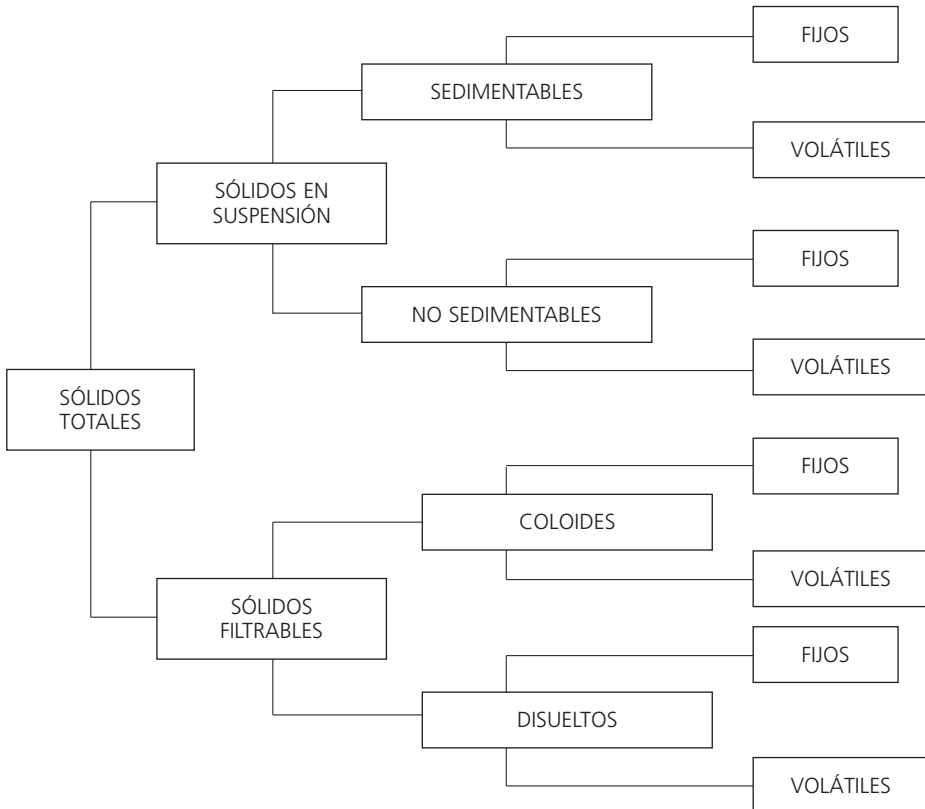 FIJOS
SEDIMENTABLES
VOLÁTILES
SÓLIDOS EN
SUSPENSIÓN
FIJOS
NO SEDIMENTABLES
VOLÁTILES
SÓLIDOS
TOTALES
FIJOS
COLOIDES
VOLÁTILES
SÓLIDOS
FILTRABLES
FIJOS
DISUELTOS
VOLÁTILES